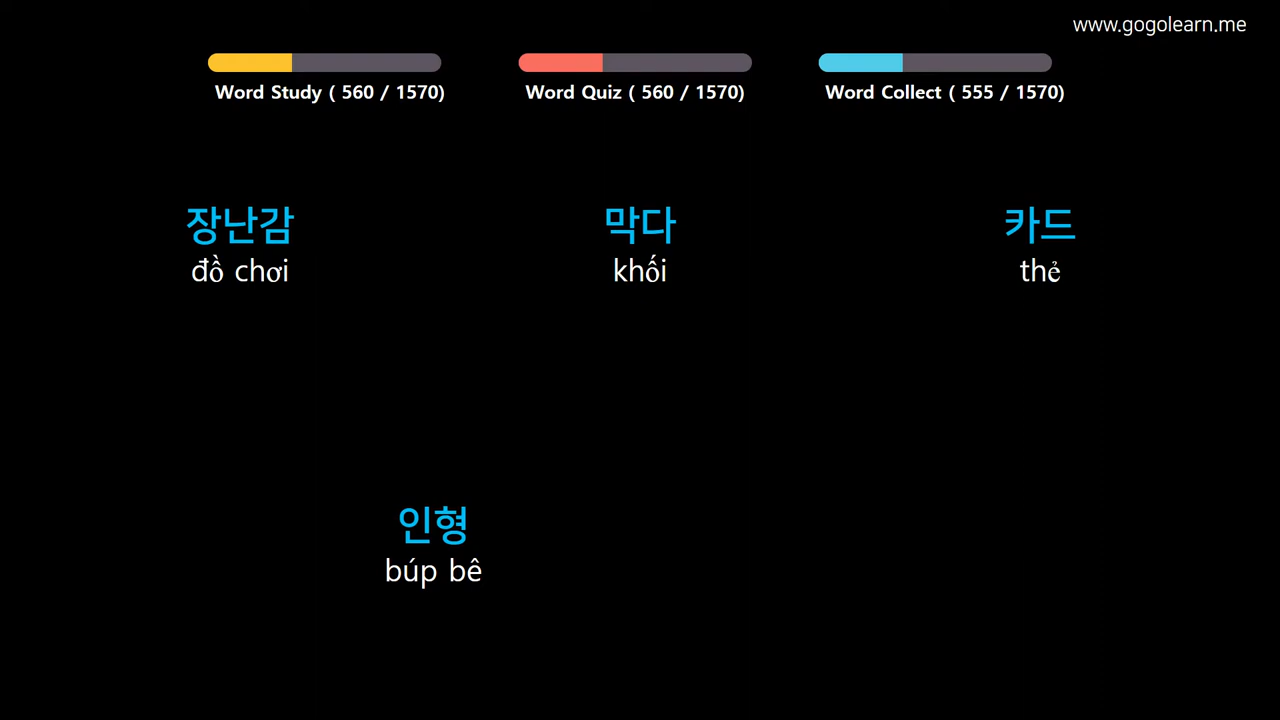 www.gogolearn.me
Word Study ( 560 / 1570)
Word Quiz ( 560 / 1570)
Word Collect ( 555 / 1570)
장난감
đồ chơi
막다
khối
카드
thẻ
인형
búp bê